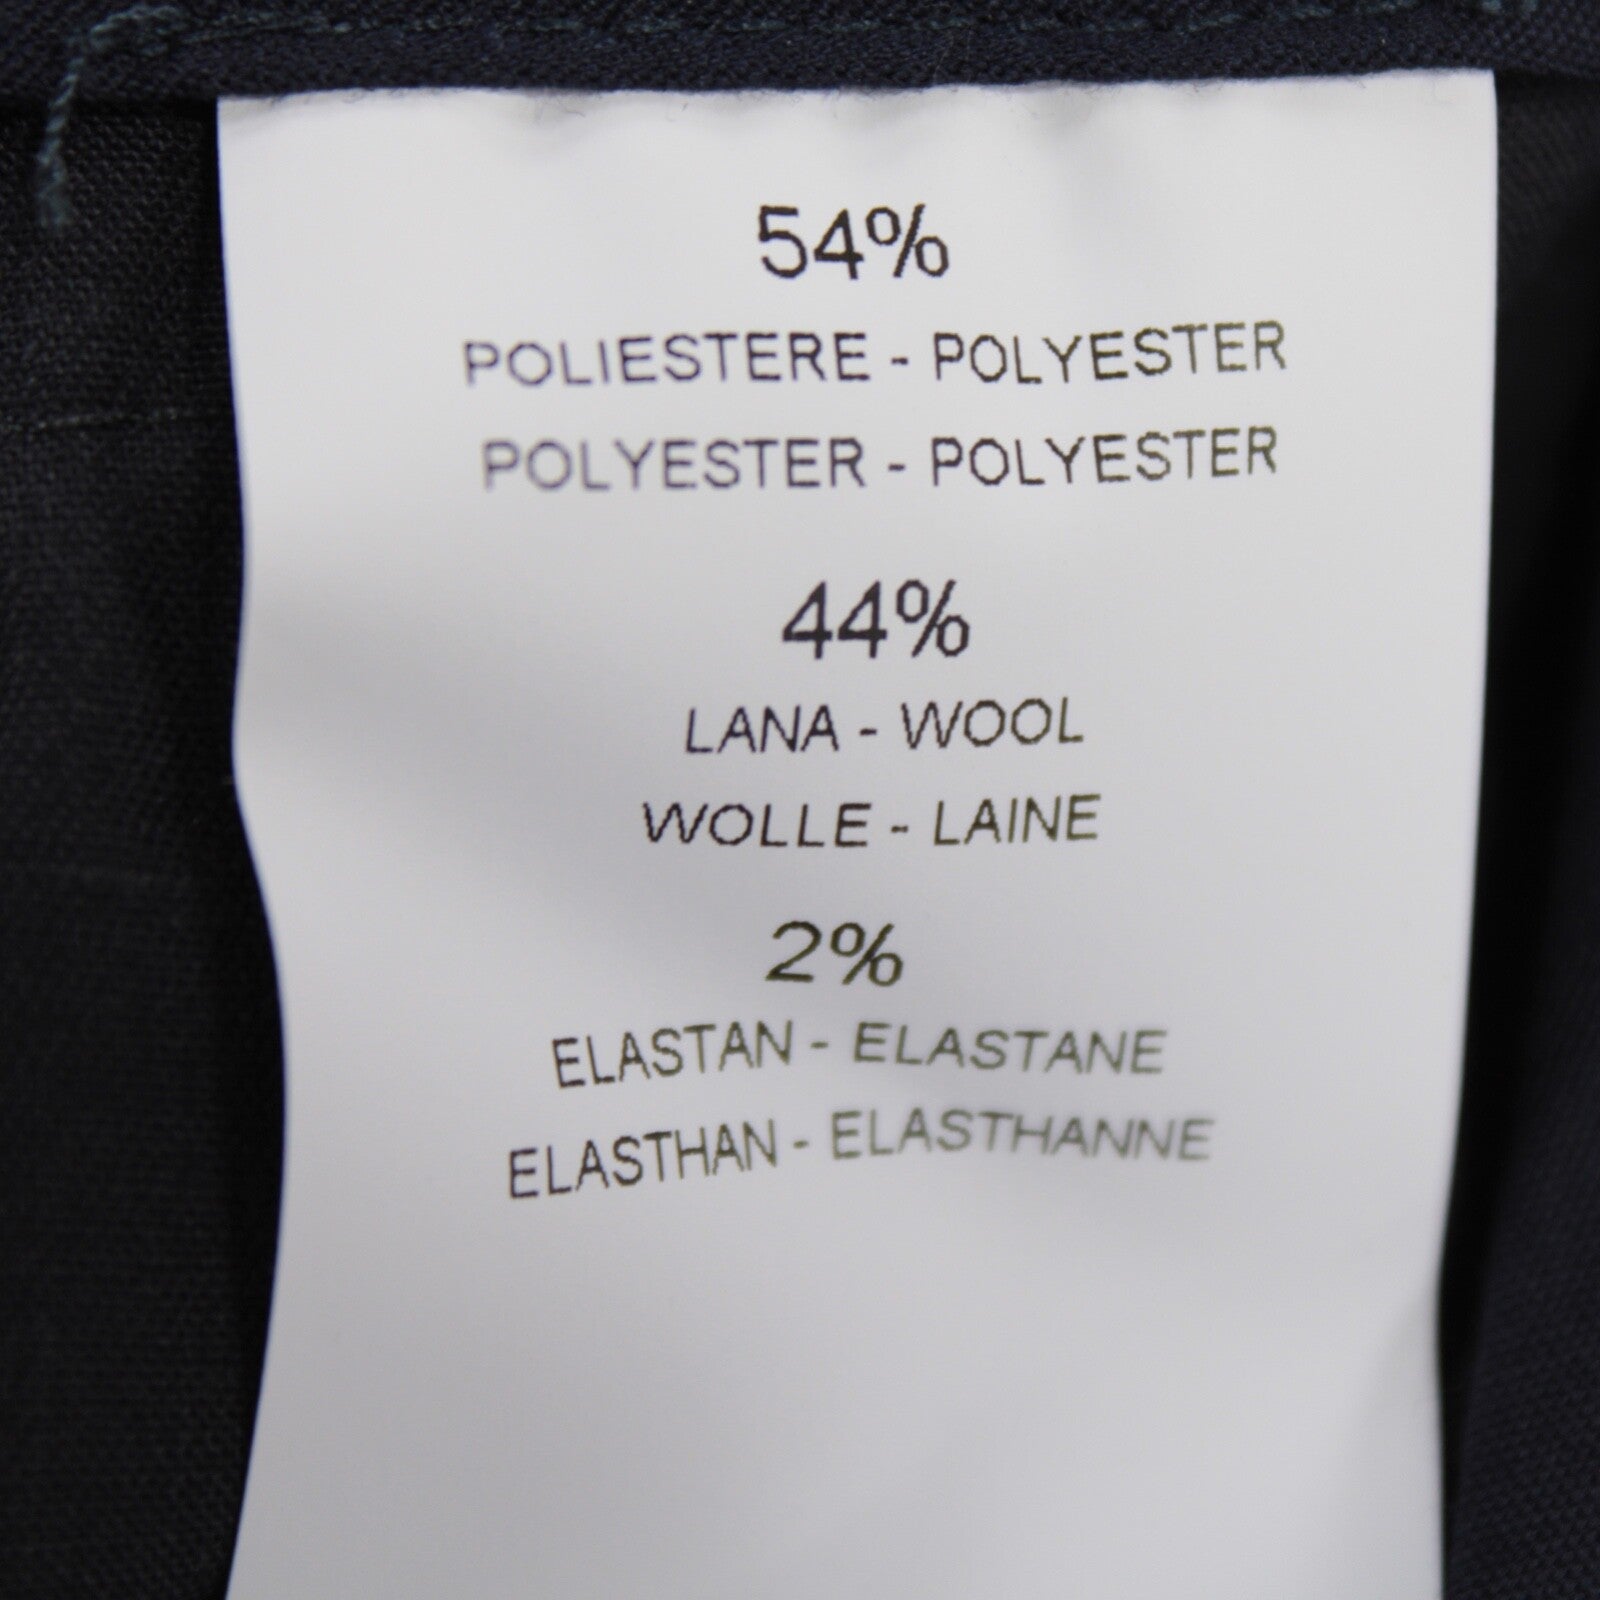 54%
POLIESTERE - POLYESTER
POLYESTER - POLYESTER
44%
LANA - WOOL
WOLLE - LAINE
2%
ELASTAN - ELASTANE
ELASTHAN - ELASTHANNE